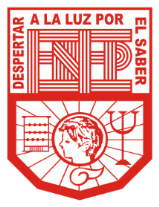 DESPERTAR A LA LUZ POR EL SABER
ENP